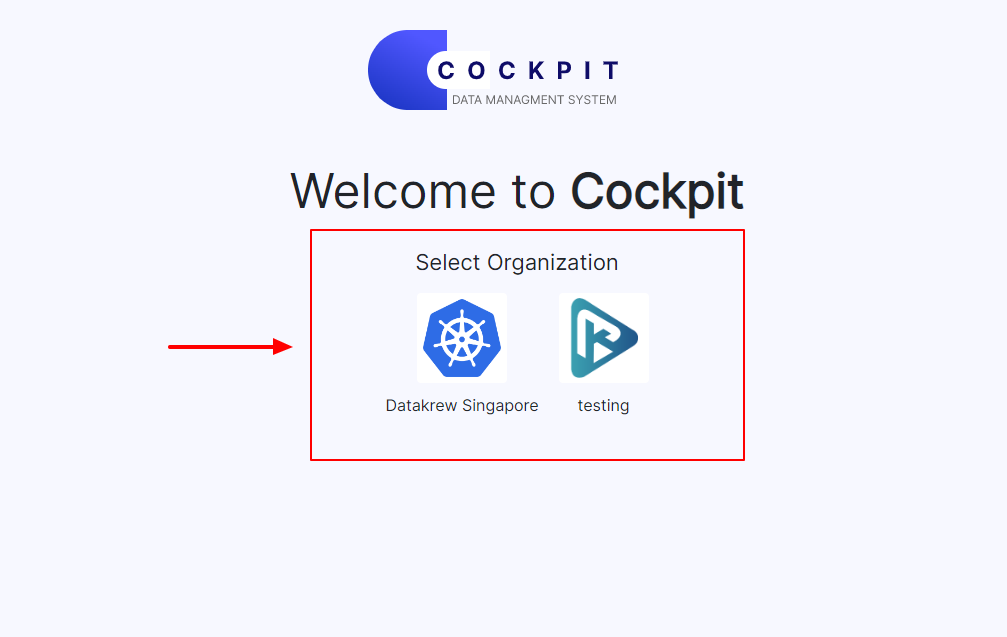 COCKPIT
DATA MANAGMENT SYSTEM
Welcome to Cockpit
Select Organization
Datakrew Singapore
testing